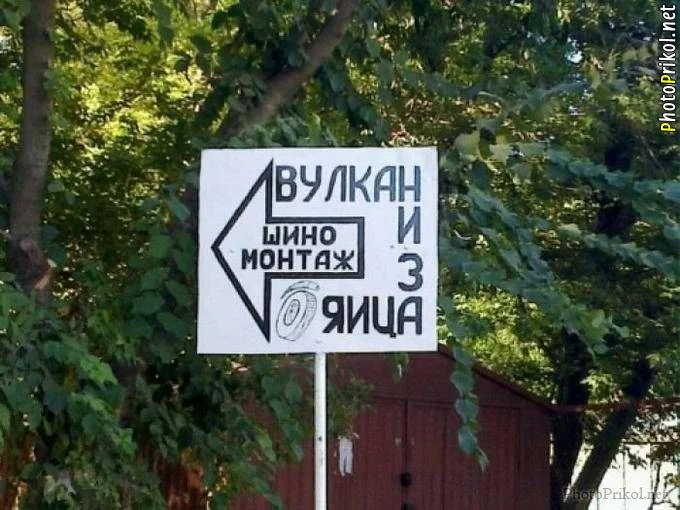 PhotoPrikol.net
ВУЛКАН
И
З
ЯИЦА
ШИНО
МОНТАЖ
PhotoPrikol.net